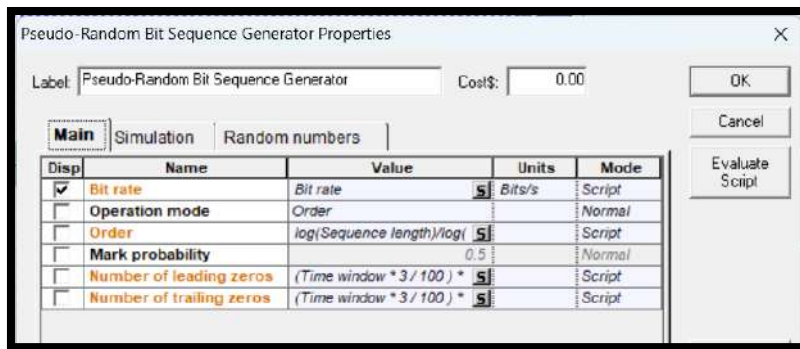 Pseudo-Random Bit Sequence Generator Properties
Label: Pseudo-Random Bit Sequence Generator Cost$: 0.00 OK
Main Simulation Random numbers Cancel
Disp Name Value Units Mode Evaluate Script
Bit rate Bit rate S Bits/s Script
Operation mode Order Normal
Order log(Sequence length)/log( S Script
Mark probability 0.5 Normal
Number of leading zeros (Time window * 3 / 100 ) * S Script
Number of trailing zeros (Time window * 3 / 100 ) * S Script